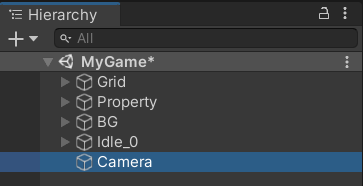 Hierarchy
All
MyGame*
Grid
Property
BG
Idle_0
Camera